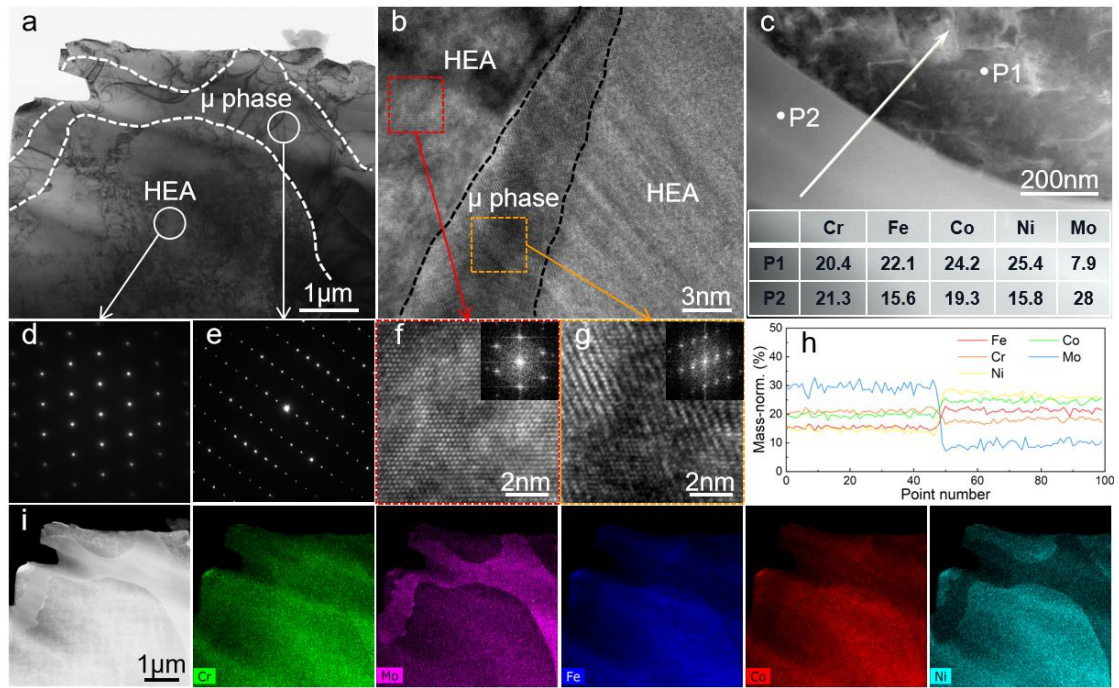 a
μ phase
HEA
1μm
b
HEA
μ phase
HEA
3nm
c
P1
P2
200nm
Cr Fe Co Ni Mo
P1 20.4 22.1 24.2 25.4 7.9
P2 21.3 15.6 19.3 15.8 28
d
e
f
2nm
g
2nm
h
Fe Co
Cr Mo
Ni
Mass-norm. (%)
50
40
30
20
10
0
0 20 40 60 80 100
Point number
i
1μm
Cr
Mo
Fe
Co
Ni